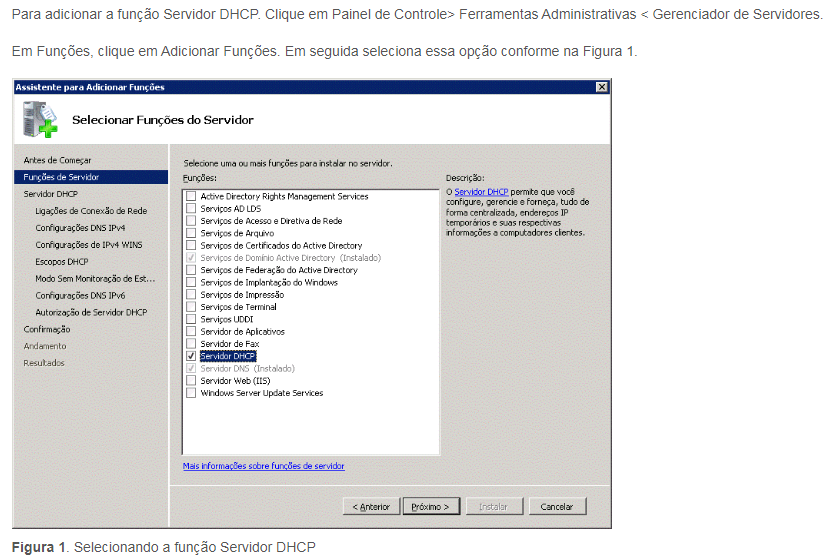 Para adicionar a função Servidor DHCP. Clique em Painel de Controle> Ferramentas Administrativas < Gerenciador de Servidores.
Em Funções, clique em Adicionar Funções. Em seguida seleciona essa opção conforme na Figura 1.
Assistente para Adicionar Funções
Selecionar Funções do Servidor
Antes de Começar
Funções de Servidor
Servidor DHCP
Ligações de Conexão de Rede
Configurações DNS IPv4
Configurações de IPv4 WINS
Escopos DHCP
Modo Sem Monitoração de Est...
Configurações DNS IPv6
Autorização de Servidor DHCP
Confirmação
Andamento
Resultados
Selecione uma ou mais funções para instalar no servidor.
Funções:
Active Directory Rights Management Services
Serviços AD LDS
Serviços de Acesso e Diretiva de Rede
Serviços de Arquivo
Serviços de Certificados do Active Directory
Serviços de Domínio Active Directory (Instalado)
Serviços de Federação do Active Directory
Serviços de Implantação do Windows
Serviços de Impressão
Serviços de Terminal
Serviços UDDI
Servidor de Aplicativos
Servidor de Fax
Servidor DHCP
Servidor DNS (Instalado)
Servidor Web (IIS)
Windows Server Update Services
Mais informações sobre funções de servidor
Descrição:
O Servidor DHCP permite que você
configure, gerencie e forneça, tudo de
forma centralizada, endereços IP
temporários e suas respectivas
informações a computadores clientes.
< Anterior
Próximo >
Instalar
Cancelar
Figura 1. Selecionando a função Servidor DHCP